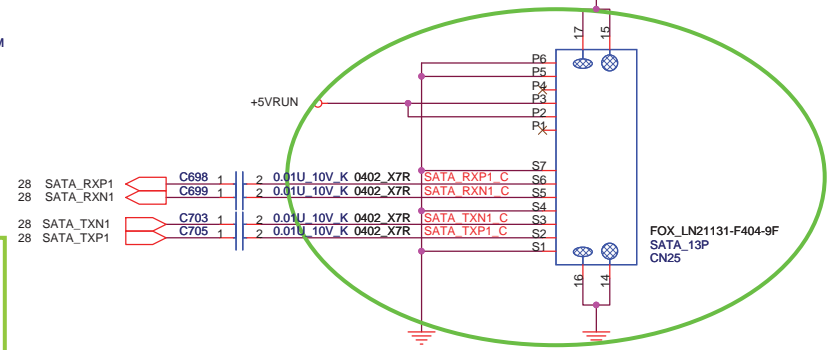 M
17 15
P6
P5
P4
+5VRUN P3
P2
P1
S7
28 SATA_RXP1 C698 1 2 0.01U_10V_K 0402_X7R SATA_RXP1_C S6
28 SATA_RXN1 C699 1 2 0.01U_10V_K 0402_X7R SATA_RXN1_C S5
S4
28 SATA_TXN1 C703 1 2 0.01U_10V_K 0402_X7R SATA_TXN1_C S3
28 SATA_TXP1 C705 1 2 0.01U_10V_K 0402_X7R SATA_TXP1_C S2
S1
FOX_LN21131-F404-9F
SATA_13P
CN25
16 14